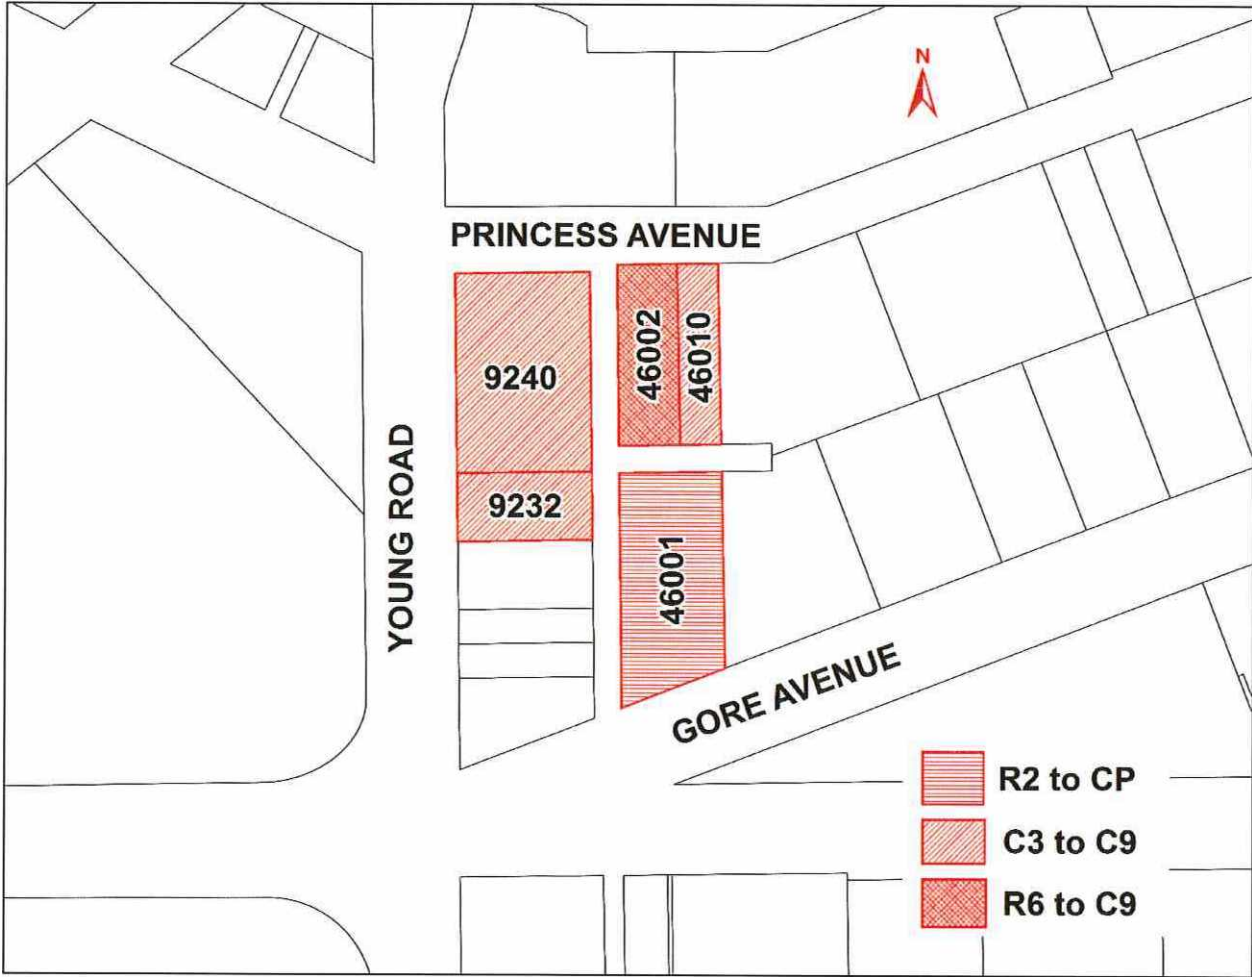 N
PRINCESS AVENUE
9240
46002
46010
9232
YOUNG ROAD
46001
GORE AVENUE
R2 to CP
C3 to C9
R6 to C9